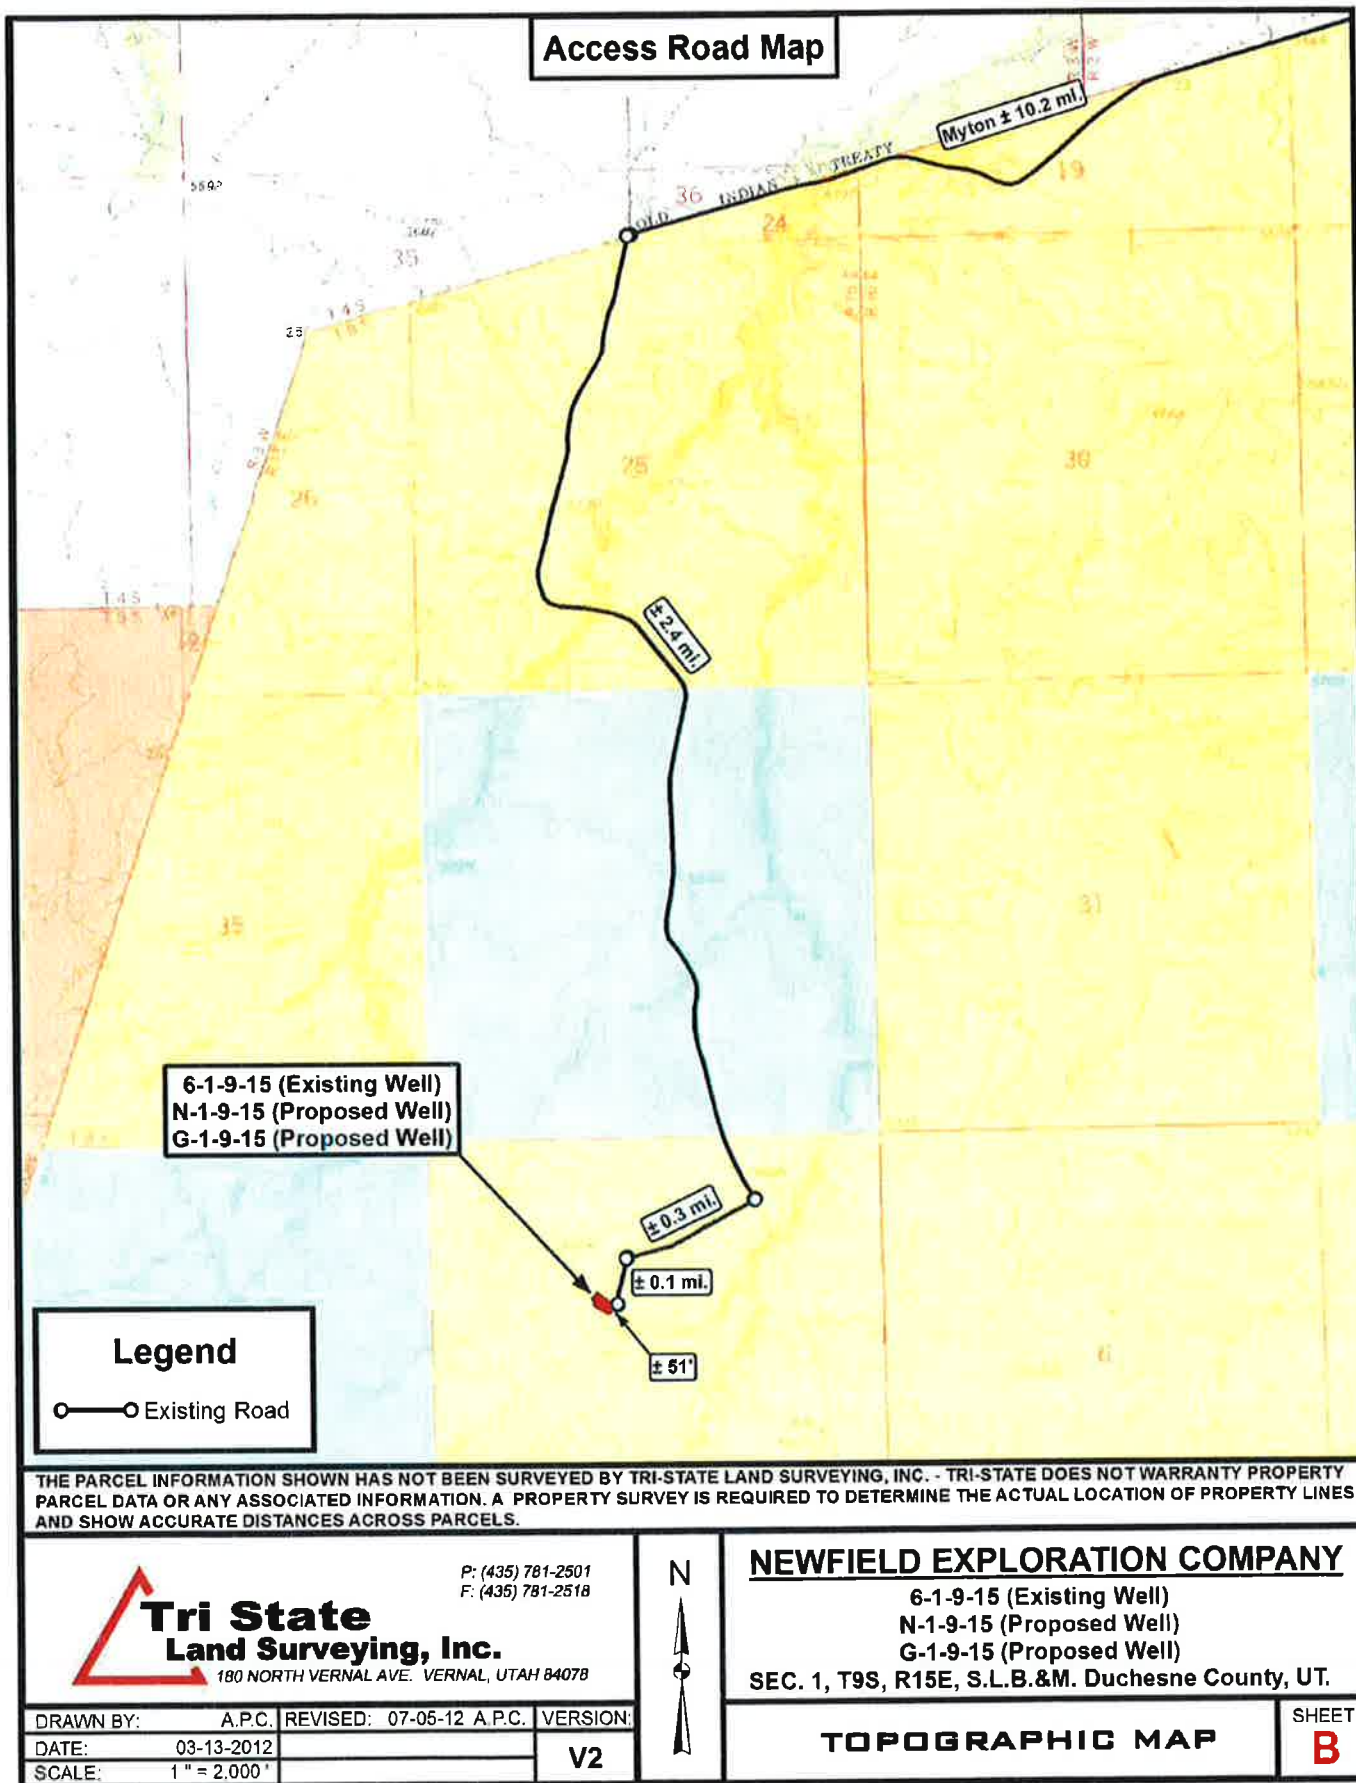 Access Road Map
R 3 W
R 2 W
Myton ± 10.2 mi.
OLD INDIAN TREATY
36
19
24
35
T 4 S
25
R 3 W
26
25
30
T 4 S
± 2.4 mi.
35
31
6-1-9-15 (Existing Well)
N-1-9-15 (Proposed Well)
G-1-9-15 (Proposed Well)
± 0.3 mi.
± 0.1 mi.
± 51'
6
Legend
Existing Road
THE PARCEL INFORMATION SHOWN HAS NOT BEEN SURVEYED BY TRI-STATE LAND SURVEYING, INC. - TRI-STATE DOES NOT WARRANTY PROPERTY
PARCEL DATA OR ANY ASSOCIATED INFORMATION. A PROPERTY SURVEY IS REQUIRED TO DETERMINE THE ACTUAL LOCATION OF PROPERTY LINES
AND SHOW ACCURATE DISTANCES ACROSS PARCELS.
P: (435) 781-2501
F: (435) 781-2518
Tri State
Land Surveying, Inc.
180 NORTH VERNAL AVE. VERNAL, UTAH 84078
N
NEWFIELD EXPLORATION COMPANY
6-1-9-15 (Existing Well)
N-1-9-15 (Proposed Well)
G-1-9-15 (Proposed Well)
SEC. 1, T9S, R15E, S.L.B.&M. Duchesne County, UT.
DRAWN BY: A.P.C. REVISED: 07-05-12 A.P.C. VERSION:
DATE: 03-13-2012
V2
SCALE: 1 " = 2,000 '
TOPOGRAPHIC MAP
SHEET
B